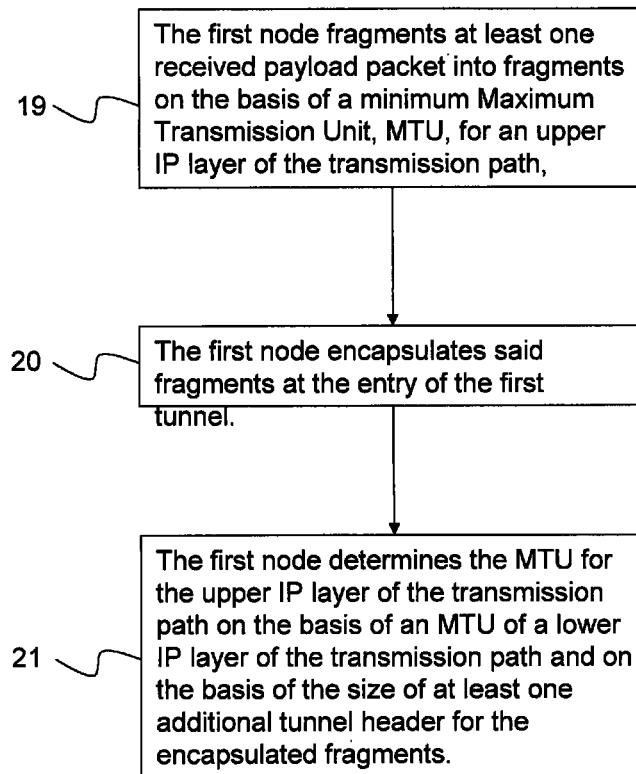 The first node fragments at least one
received payload packet into fragments
on the basis of a minimum Maximum
Transmission Unit, MTU, for an upper
IP layer of the transmission path,
19
The first node encapsulates said
fragments at the entry of the first
tunnel.
20
The first node determines the MTU for
the upper IP layer of the transmission
path on the basis of an MTU of a lower
IP layer of the transmission path and on
the basis of the size of at least one
additional tunnel header for the
encapsulated fragments.
21